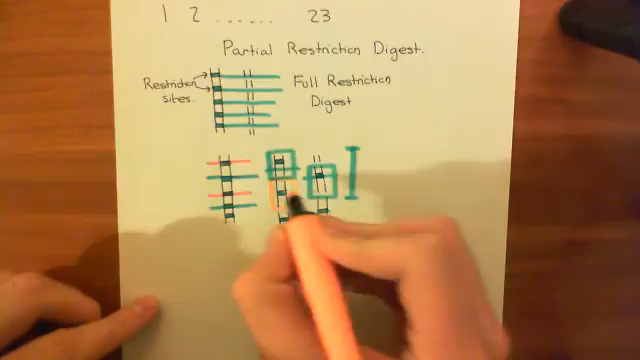 1 2 ....... 23
Partial Restriction Digest.
Restriction
sites.
Full Restriction
Digest